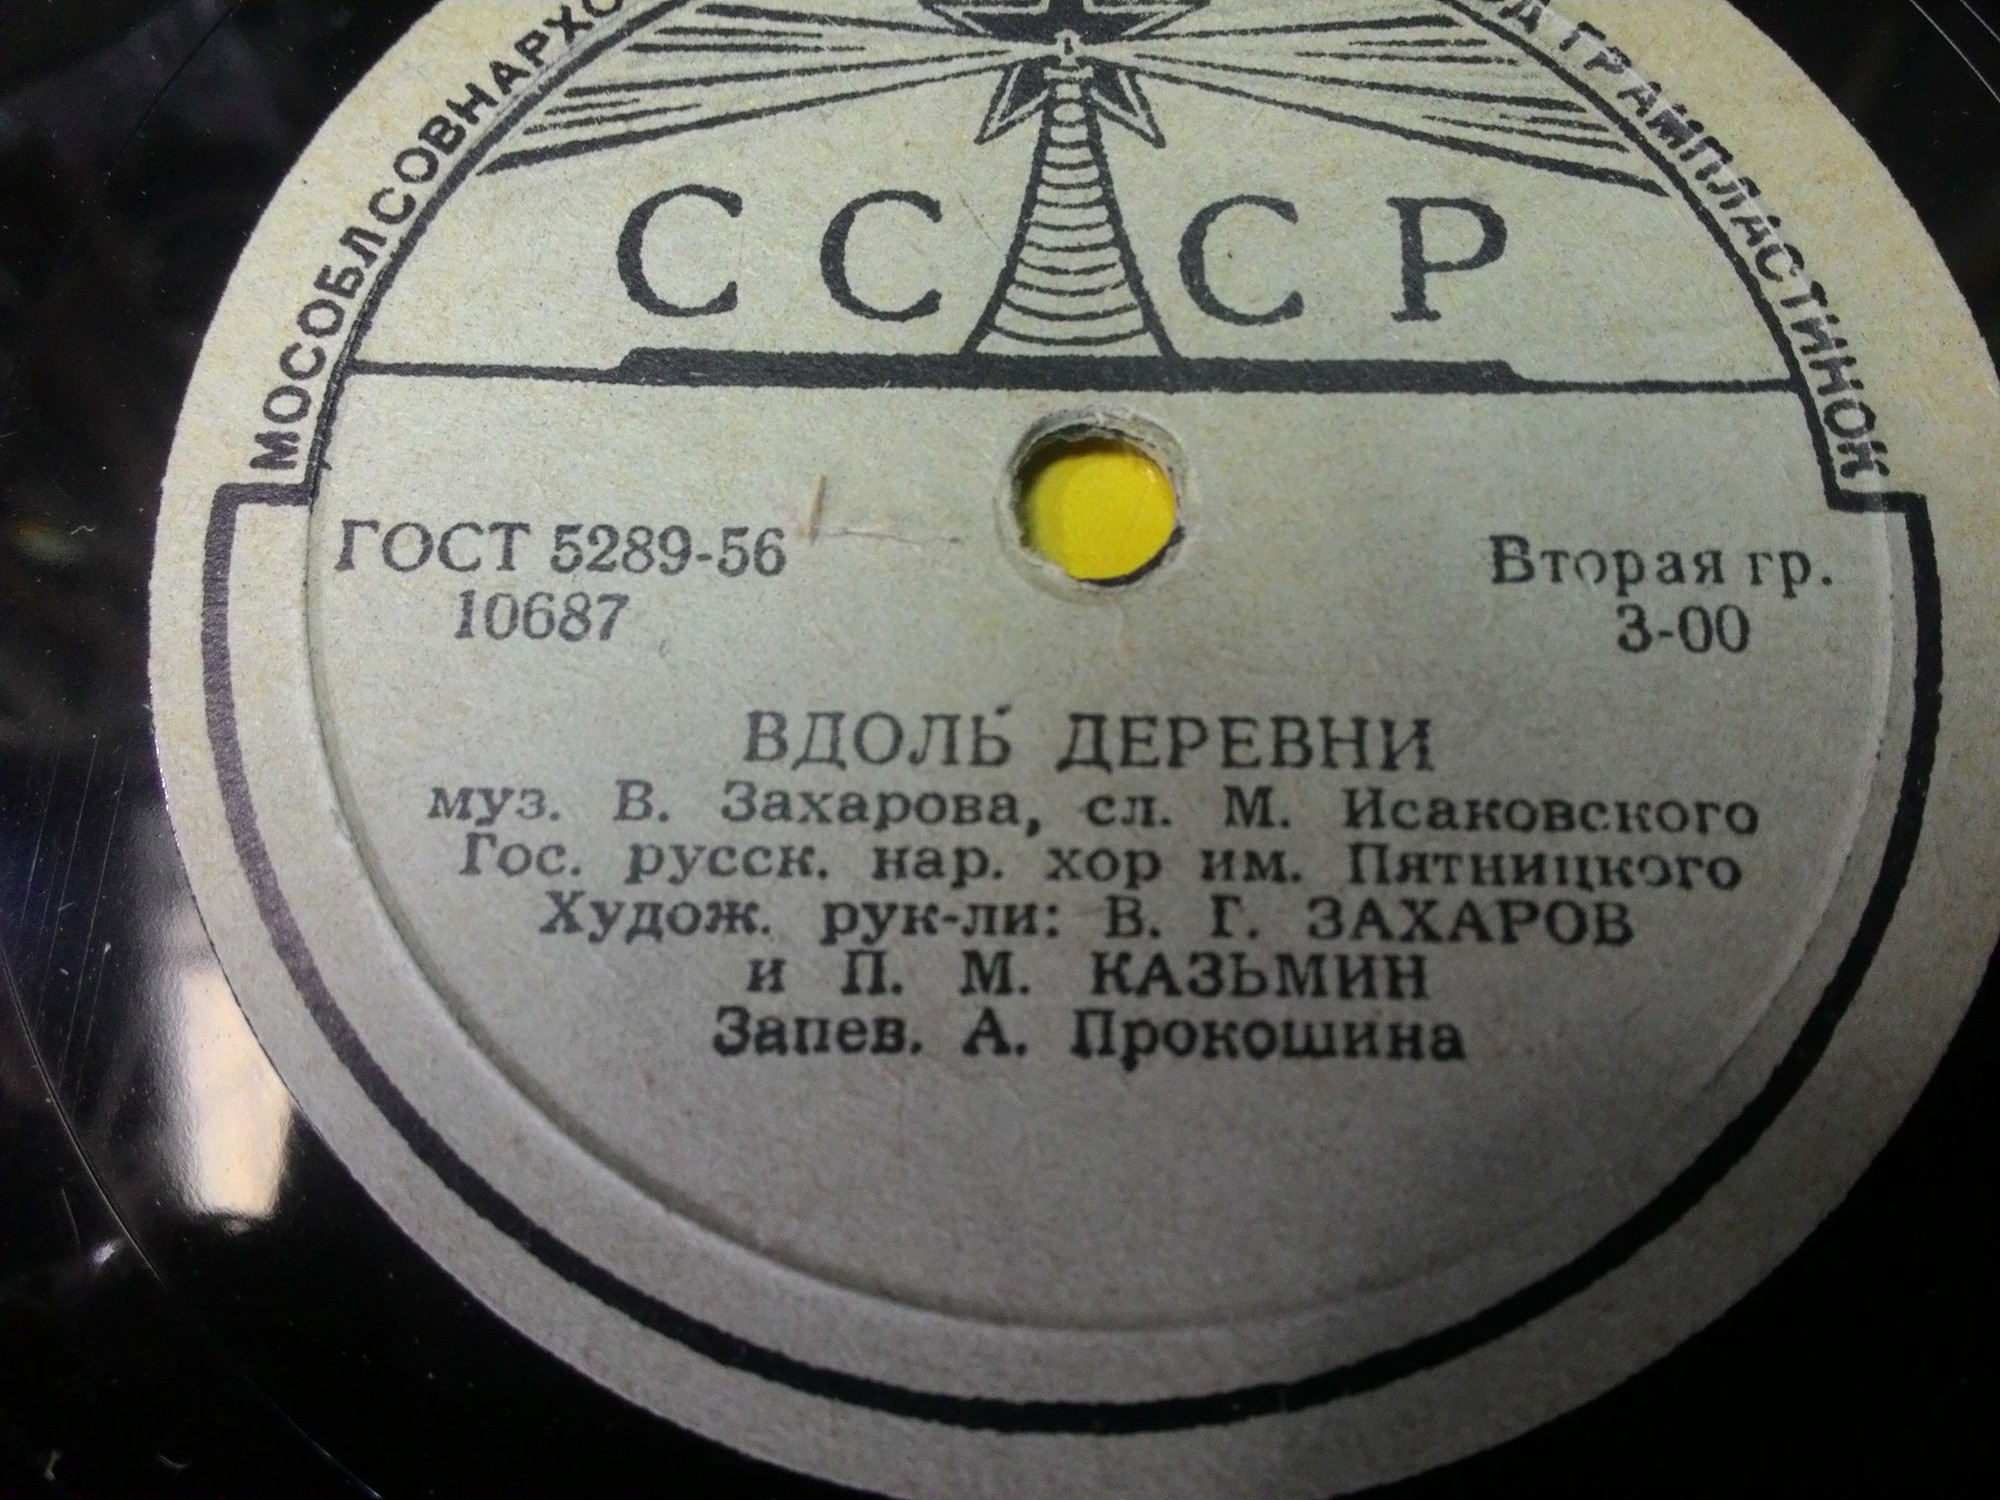 МОСОБЛСОВНАРХО
ГРАМПЛАСТИНОК
СССР
ГОСТ 5289-56
10687
Вторая гр.
3-00
ВДОЛЬ ДЕРЕВНИ
муз. В. Захарова, сл. М. Исаковского
Гос. русск. нар. хор им. Пятницкого
Худож. рук-ли: В. Г. ЗАХАРОВ
и П. М. КАЗЬМИН
Запев. А. Прокошина